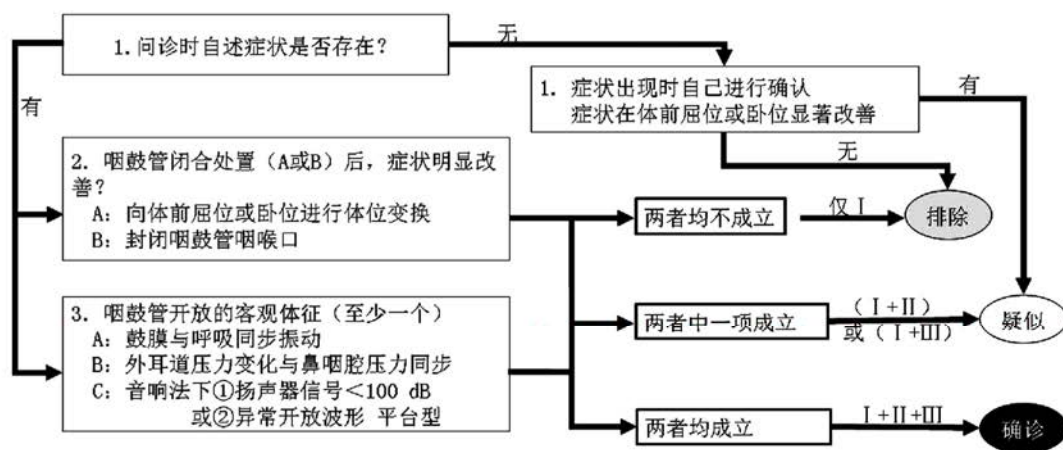 1.问诊时自述症状是否存在？
无
1. 症状出现时自己进行确认
症状在体前屈位或卧位显著改善
有
有
无
2. 咽鼓管闭合处置（A或B）后，症状明显改
善？
A：向体前屈位或卧位进行体位变换
B：封闭咽鼓管咽喉口
两者均不成立
仅Ⅰ
排除
3. 咽鼓管开放的客观体征（至少一个）
A：鼓膜与呼吸同步振动
B：外耳道压力变化与鼻咽腔压力同步
C：音响法下①扬声器信号＜100 dB
或②异常开放波形 平台型
两者中一项成立
（Ⅰ+Ⅱ）
或（Ⅰ+Ⅲ）
疑似
两者均成立
Ⅰ+Ⅱ+Ⅲ
确诊